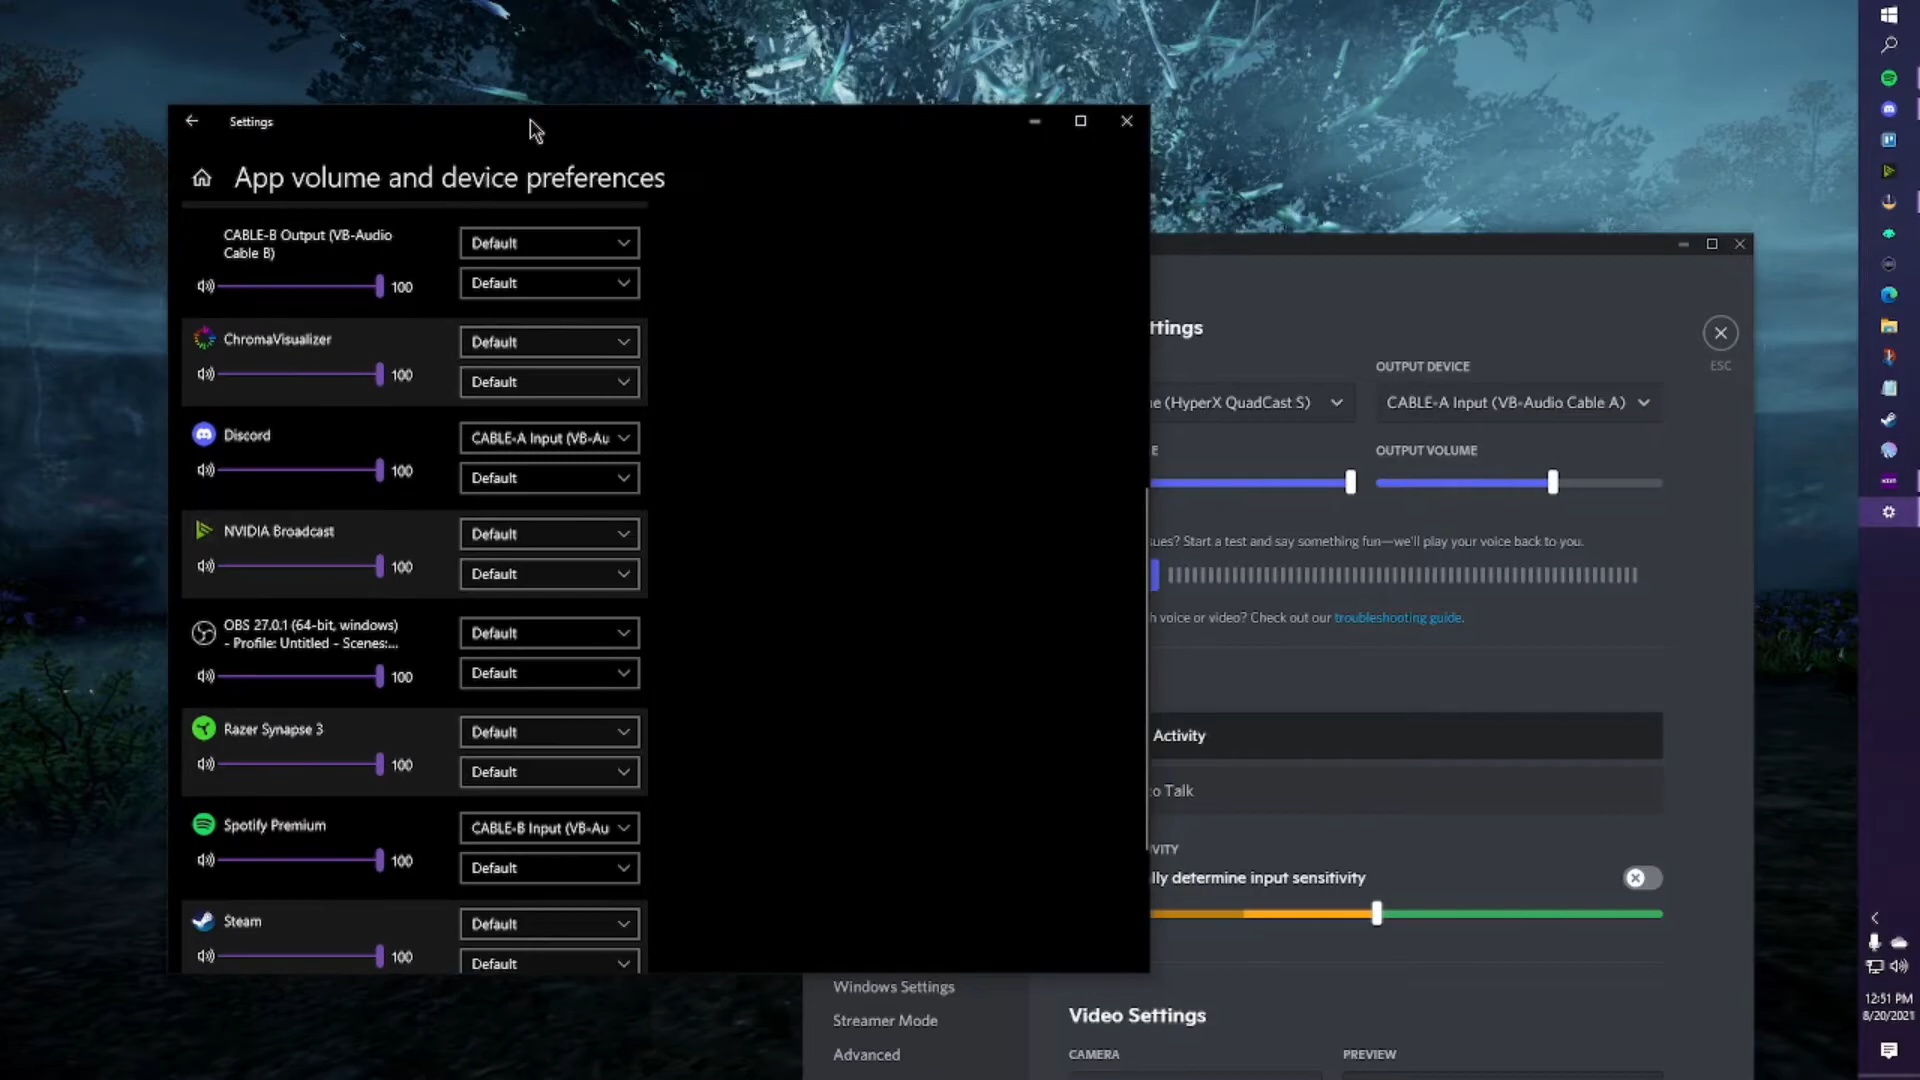 Settings
App volume and device preferences
CABLE-B Output (VB-Audio
Cable B)
100
Default
Default
ChromaVisualizer
100
Default
Default
Discord
100
CABLE-A Input (VB-Au
Default
NVIDIA Broadcast
100
Default
Default
OBS 27.0.1 (64-bit, windows)
- Profile: Untitled - Scenes:...
100
Default
Default
Razer Synapse 3
100
Default
Default
Spotify Premium
100
CABLE-B Input (VB-Au
Default
Steam
100
Default
Default
ttings
ESC
OUTPUT DEVICE
e (HyperX QuadCast S)
CABLE-A Input (VB-Audio Cable A)
E
OUTPUT VOLUME
sues? Start a test and say something fun—we'll play your voice back to you.
h voice or video? Check out our troubleshooting guide.
Activity
to Talk
VITY
lly determine input sensitivity
Windows Settings
Streamer Mode
Advanced
Video Settings
CAMERA
PREVIEW
12:51 PM
8/20/2021